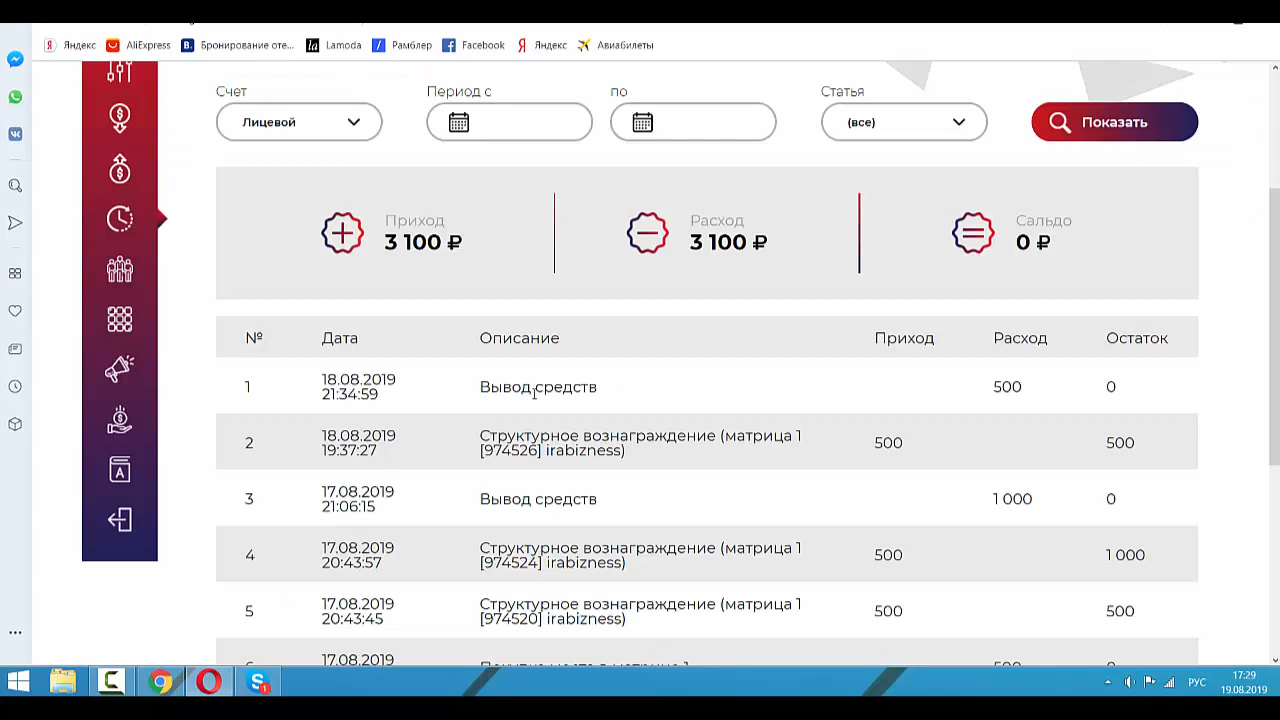 Яндекс AliExpress Бронирование оте... Lamoda Рамблер Facebook Яндекс Авиабилеты
Счет Период с по Статья
Лицевой (все) Показать
Приход Расход Сальдо
3 100 ₽ 3 100 ₽ 0 ₽
№ Дата Описание Приход Расход Остаток
1 18.08.2019 21:34:59 Вывод средств 500 0
2 18.08.2019 19:37:27 Структурное вознаграждение (матрица 1 [974526] irabizness) 500 500
3 17.08.2019 21:06:15 Вывод средств 1 000 0
4 17.08.2019 20:43:57 Структурное вознаграждение (матрица 1 [974524] irabizness) 500 1 000
5 17.08.2019 20:43:45 Структурное вознаграждение (матрица 1 [974520] irabizness) 500 500
17.08.2019
РУС 17:29
19.08.2019